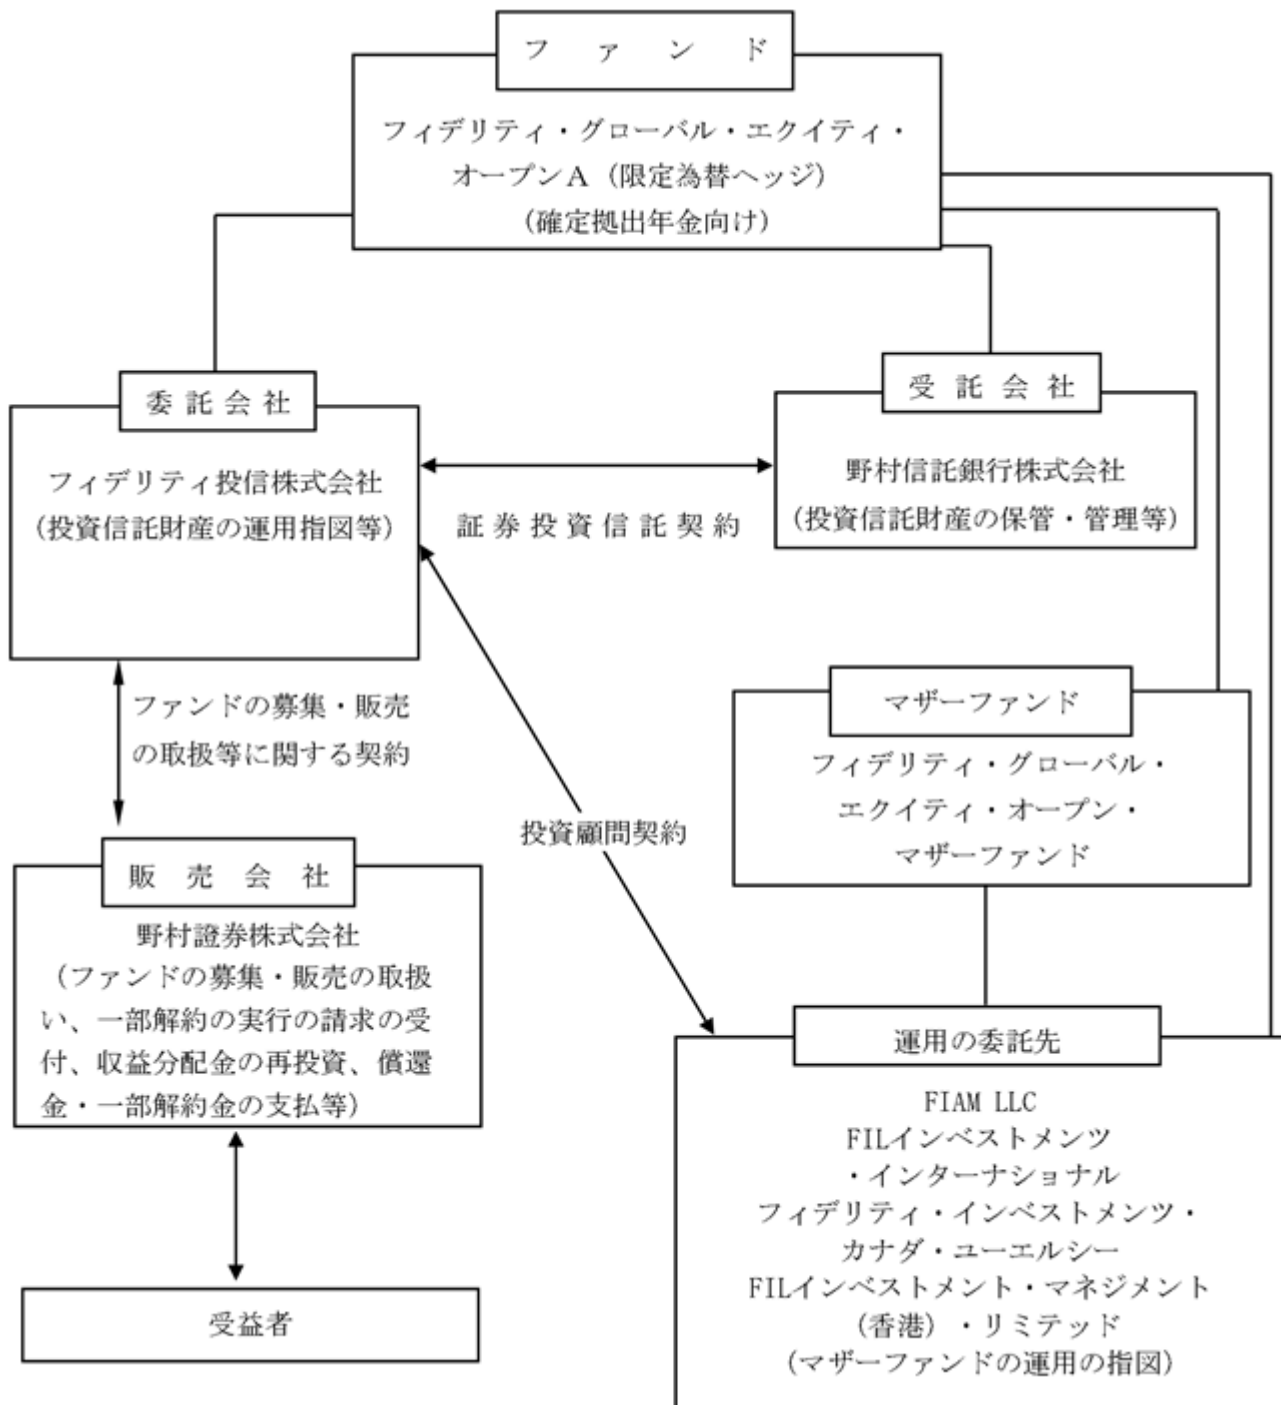 ファンド
フィデリティ・グローバル・エクイティ・
オープンA（限定為替ヘッジ）
（確定拠出年金向け）
委託会社
フィデリティ投信株式会社
（投資信託財産の運用指図等）
受託会社
野村信託銀行株式会社
（投資信託財産の保管・管理等）
証券投資信託契約
ファンドの募集・販売
の取扱等に関する契約
投資顧問契約
マザーファンド
フィデリティ・グローバル・
エクイティ・オープン・
マザーファンド
販売会社
野村證券株式会社
（ファンドの募集・販売の取扱
い、一部解約の実行の請求の受
付、収益分配金の再投資、償還
金・一部解約金の支払等）
運用の委託先
FIAM LLC
FILインベストメンツ
・インターナショナル
フィデリティ・インベストメンツ・
カナダ・ユーエルシー
FILインベストメント・マネジメント
（香港）・リミテッド
（マザーファンドの運用の指図）
受益者